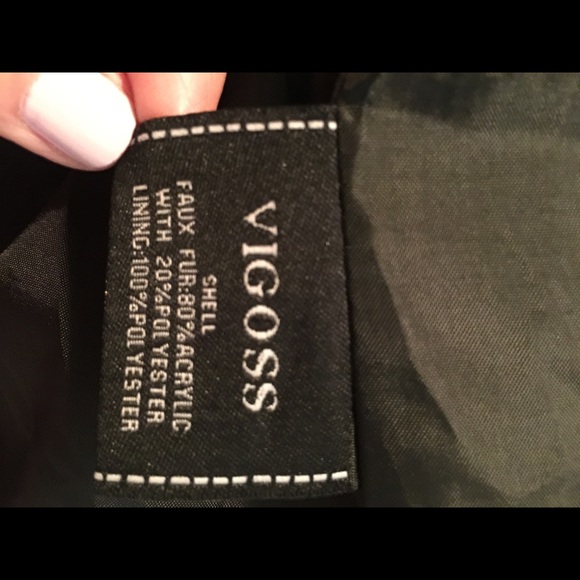 VIGOSS
SHELL
FAUX FUR:80%ACRYLIC
WITH 20%POLYESTER
LINING:100%POLYESTER